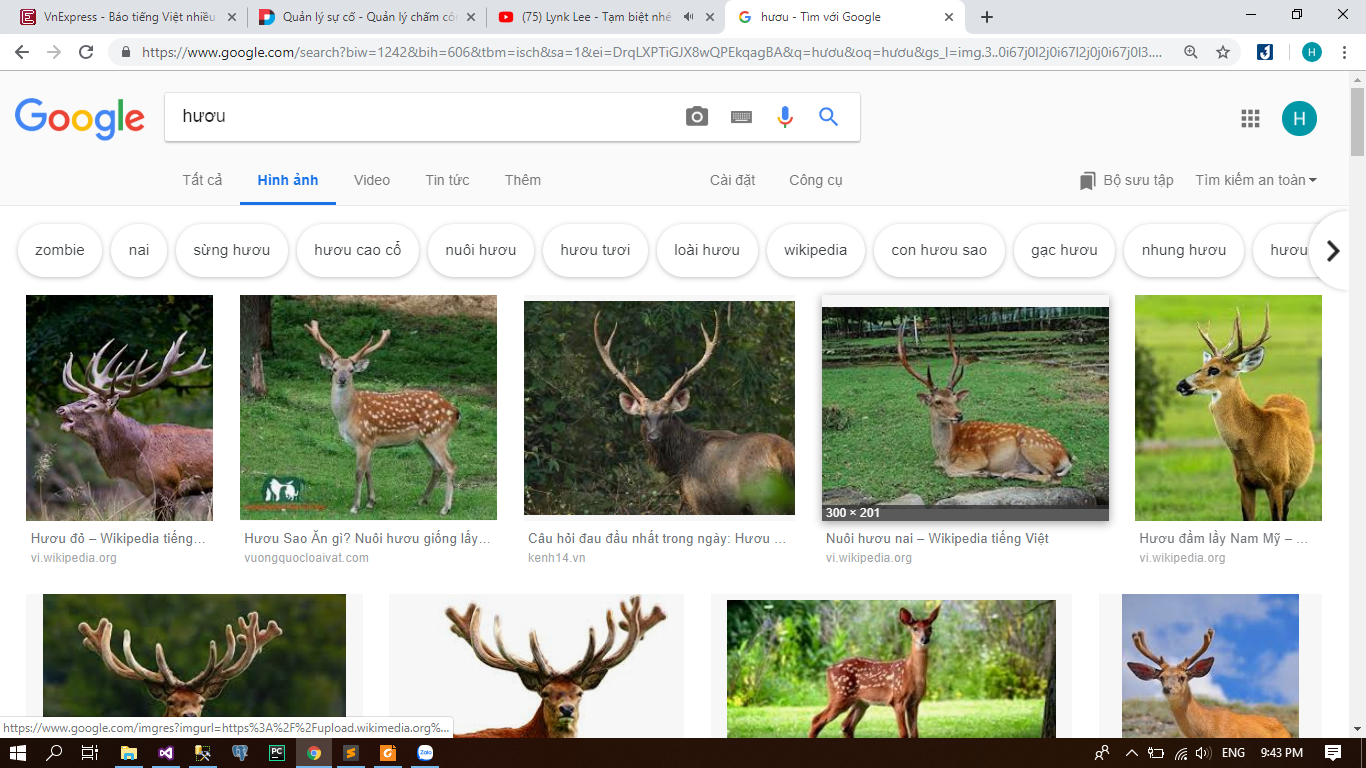 VnExpress - Báo tiếng Việt nhiều
Quản lý sự cố - Quản lý chấm côn
(75) Lynk Lee - Tạm biệt nhé
hươu - Tìm với Google
https://www.google.com/search?biw=1242&bih=606&tbm=isch&sa=1&ei=DrqLXPTiGJX8wQPEkqagBA&q=hươu&oq=hươu&gs_l=img.3..0i67j0l2j0i67l2j0j0i67j0l3....
H
Google
hươu
H
Tất cả
Hình ảnh
Video
Tin tức
Thêm
Cài đặt
Công cụ
Bộ sưu tập
Tìm kiếm an toàn
zombie
nai
sừng hươu
hươu cao cổ
nuôi hươu
hươu tươi
loài hươu
wikipedia
con hươu sao
gạc hươu
nhung hươu
hươu
300 × 201
Hươu đỏ – Wikipedia tiếng...
vi.wikipedia.org
Hươu Sao Ăn gì? Nuôi hươu giống lấy...
vuongquocloaivat.com
Câu hỏi đau đầu nhất trong ngày: Hươu ...
kenh14.vn
Nuôi hươu nai – Wikipedia tiếng Việt
vi.wikipedia.org
Hươu đầm lầy Nam Mỹ – ...
vi.wikipedia.org
https://www.google.com/imgres?imgurl=https%3A%2F%2Fupload.wikimedia.org%...
PC
Zalo
ENG
9:43 PM